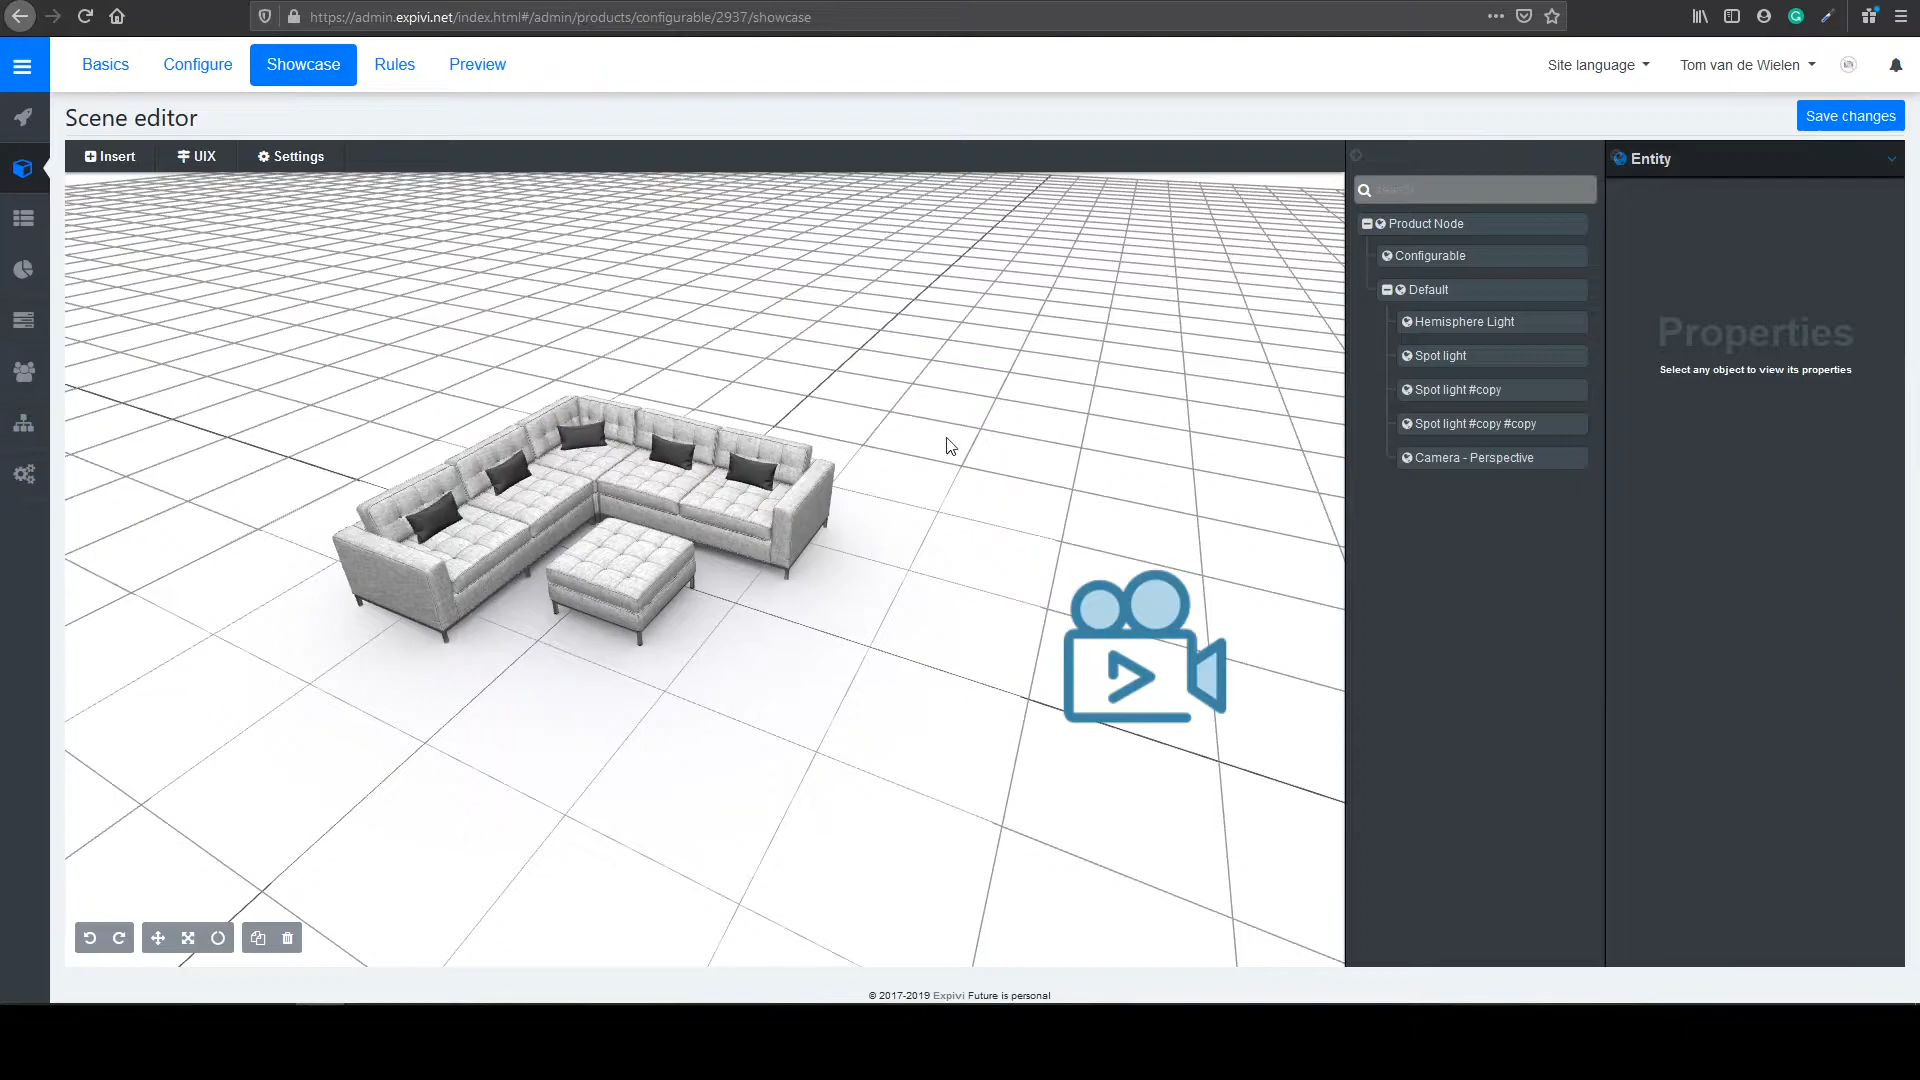 https://admin.expivi.net/index.html#/admin/products/configurable/2937/showcase
Basics
Configure
Showcase
Rules
Preview
Site language
Tom van de Wielen
Scene editor
Save changes
Insert
UIX
Settings
Entity
Product Node
Configurable
Default
Hemisphere Light
Spot light
Spot light #copy
Spot light #copy #copy
Camera - Perspective
Properties
Select any object to view its properties
© 2017-2019 Expivi Future is personal